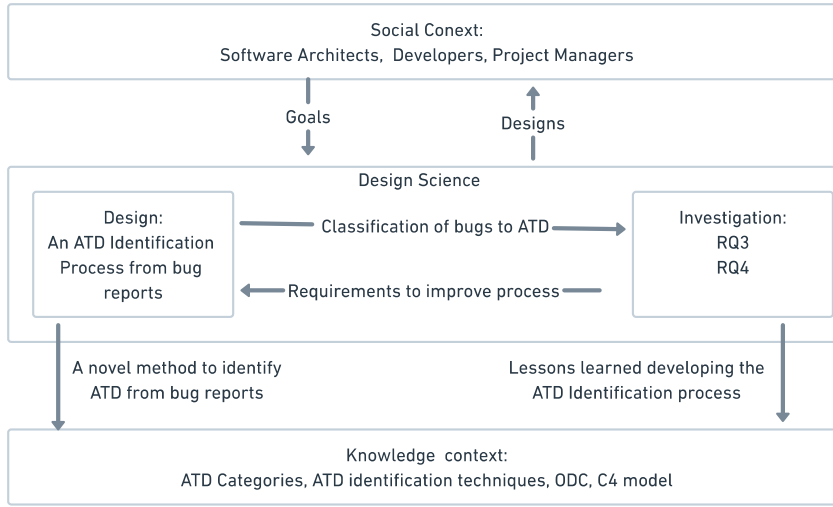 Social Conext:
Software Architects, Developers, Project Managers
Goals
Designs
Design Science
Design:
An ATD Identification
Process from bug
reports
Classification of bugs to ATD
Requirements to improve process
Investigation:
RQ3
RQ4
A novel method to identify
ATD from bug reports
Lessons learned developing the
ATD Identification process
Knowledge context:
ATD Categories, ATD identification techniques, ODC, C4 model